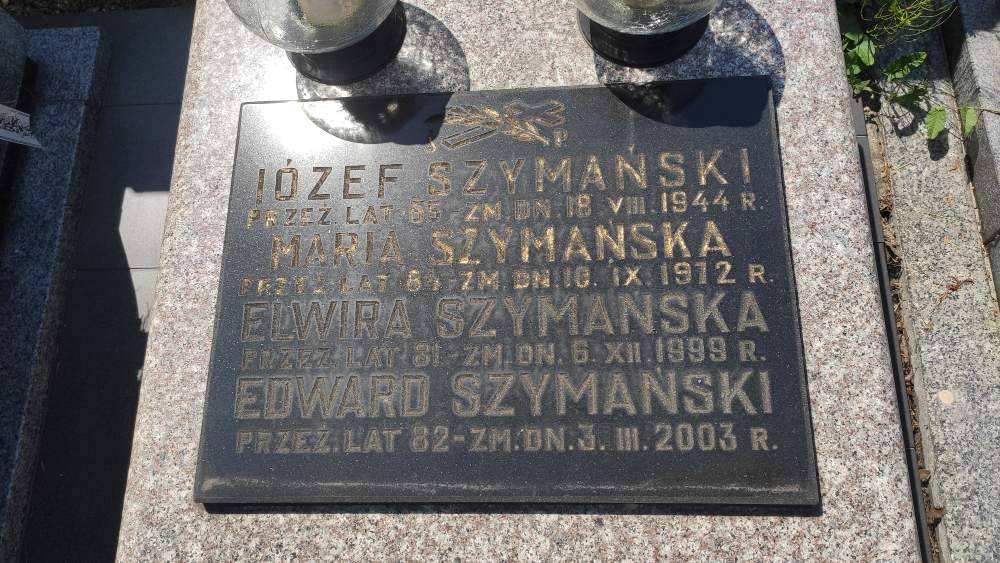 Ś P
JÓZEF SZYMAŃSKI
PRZEŻ. LAT 65-ZM. DN. 18 VIII. 1944 R.
MARIA SZYMAŃSKA
PRZEŻ. LAT 84-ZM. DN. 10. IX. 1972 R.
ELWIRA SZYMAŃSKA
PRZEŻ. LAT 81-ZM. DN. 6. XII. 1999 R.
EDWARD SZYMAŃSKI
PRZEŻ. LAT 82-ZM. DN. 3. III. 2003 R.